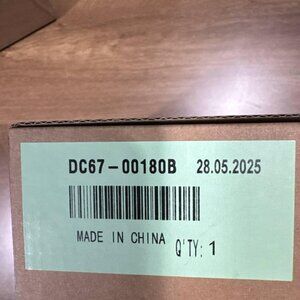 DC67-00180B 28.05.2025
MADE IN CHINA Q'TY: 1